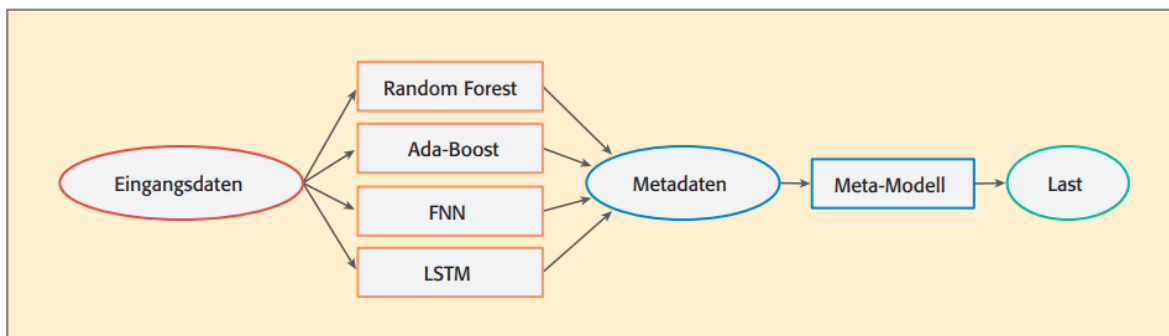 Eingangsdaten
Random Forest
Ada-Boost
FNN
LSTM
Metadaten
Meta-Modell
Last